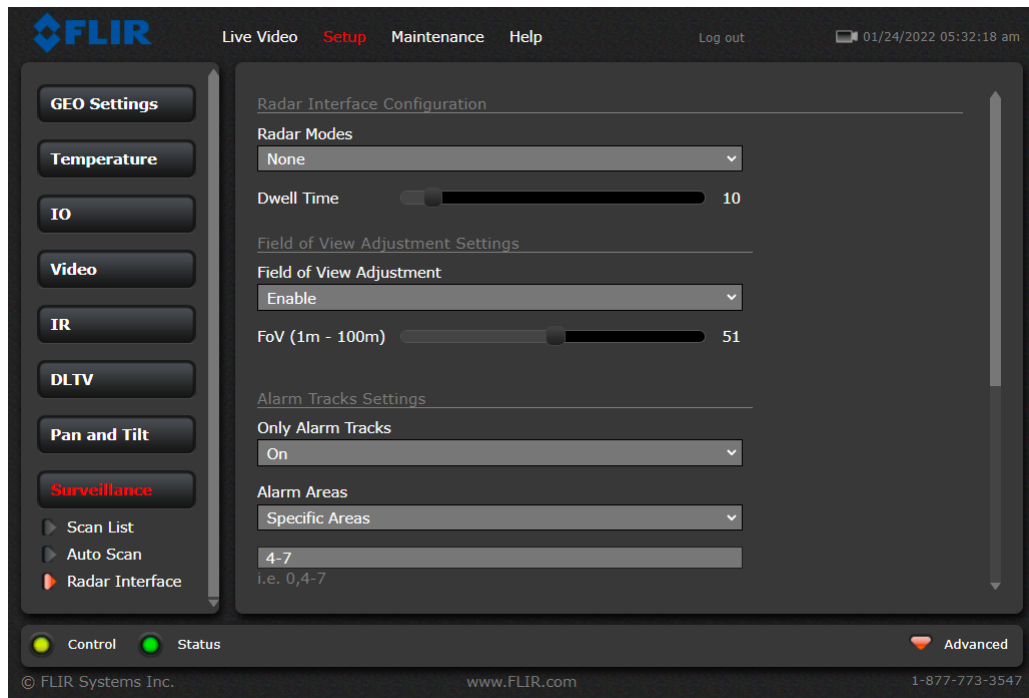 FLIR
Live Video Setup Maintenance Help Log out 01/24/2022 05:32:18 am
GEO Settings
Temperature
IO
Video
IR
DLTV
Pan and Tilt
Surveillance
Scan List
Auto Scan
Radar Interface
Radar Interface Configuration
Radar Modes
None
Dwell Time 10
Field of View Adjustment Settings
Field of View Adjustment
Enable
FoV (1m - 100m) 51
Alarm Tracks Settings
Only Alarm Tracks
On
Alarm Areas
Specific Areas
4-7
i.e. 0,4-7
Control Status Advanced
© FLIR Systems Inc. www.FLIR.com 1-877-773-3547